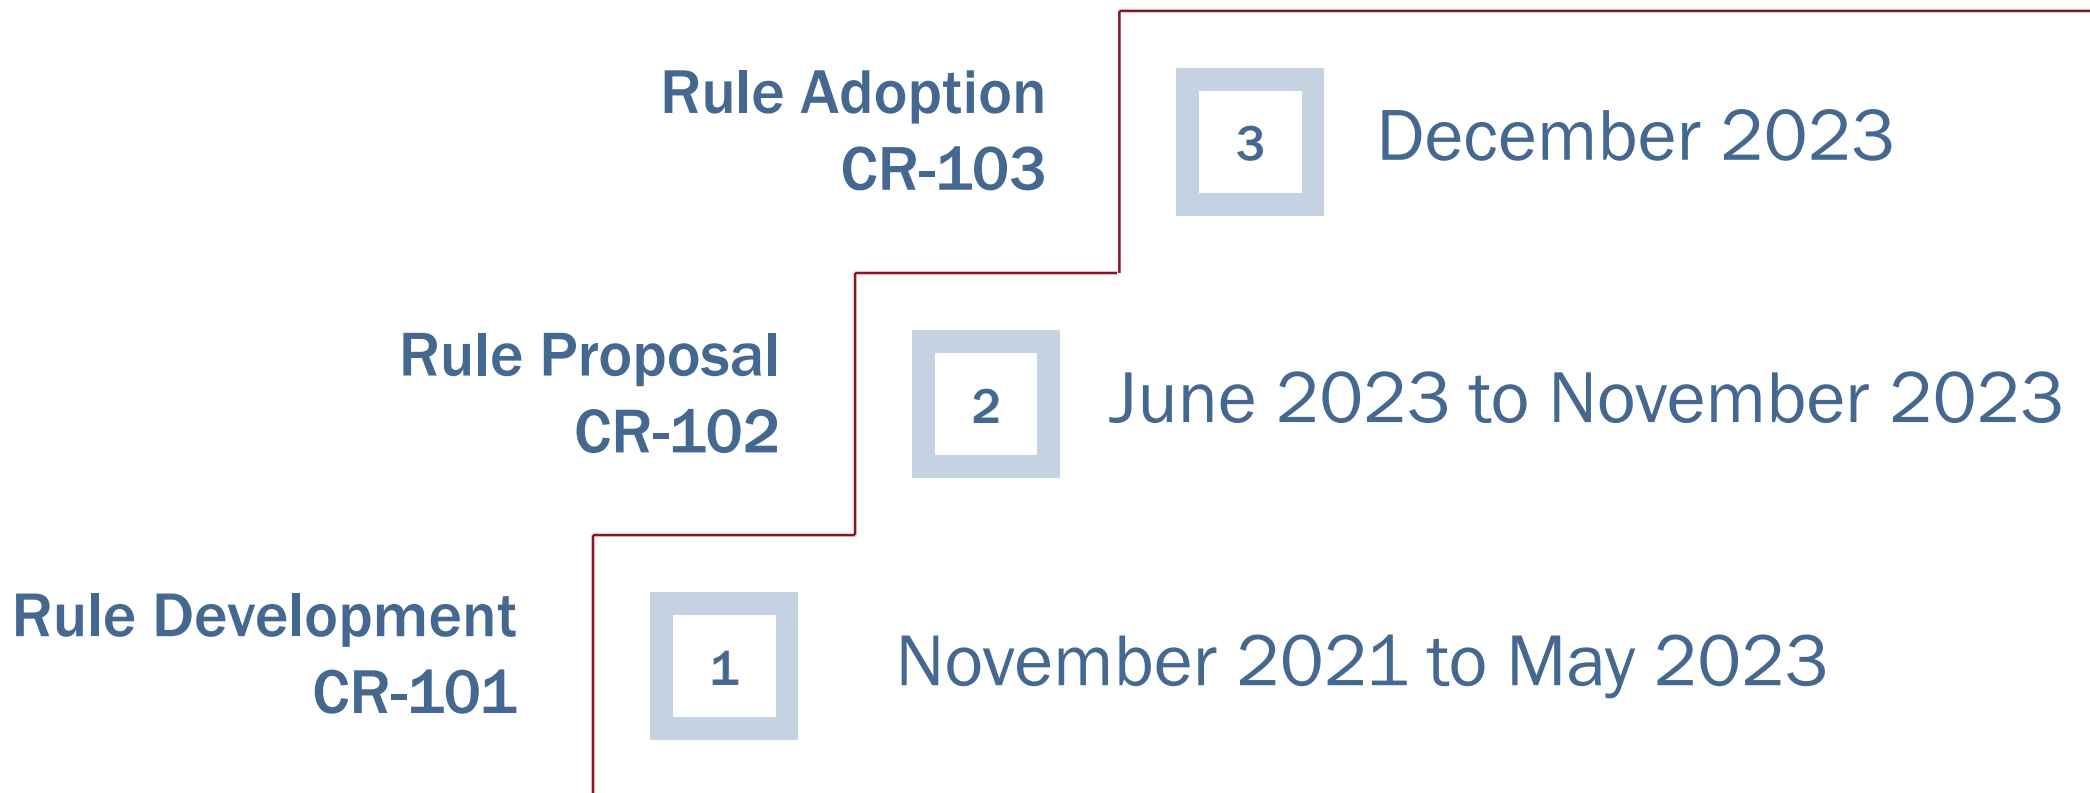 Rule Adoption
CR-103
3
December 2023
Rule Proposal
CR-102
2
June 2023 to November 2023
Rule Development
CR-101
1
November 2021 to May 2023